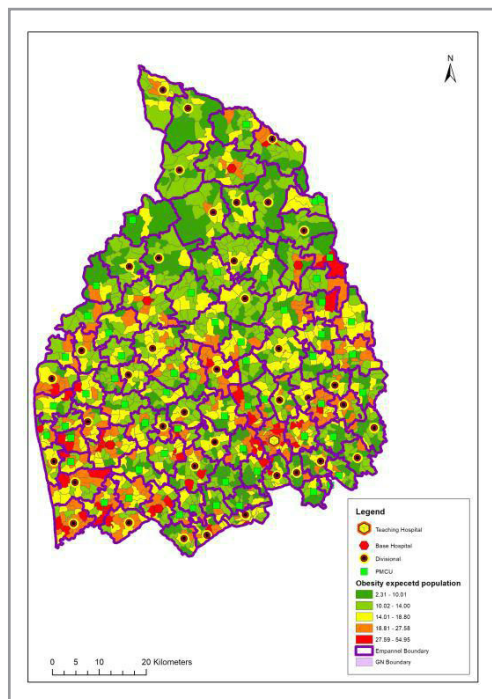 N
Legend
Teaching Hospital
Base Hospital
Divisional
PMCU
Obesity expecetd population
2.31 - 10.01
10.02 - 14.00
14.01 - 18.80
18.81 - 27.58
27.59 - 54.95
Empannel Boundary
GN Boundary
0 5 10 20 Kilometers